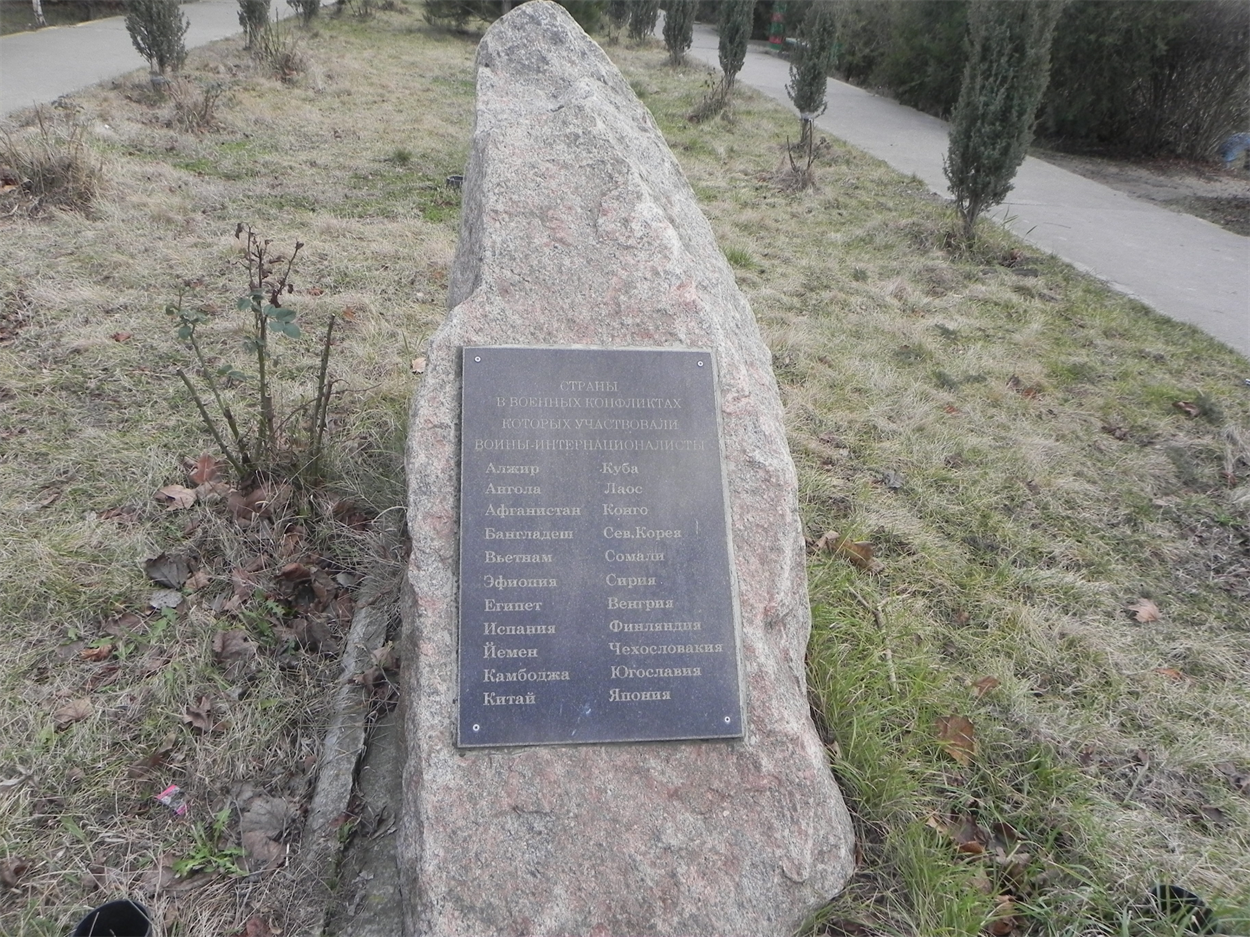 СТРАНЫ
В ВОЕННЫХ КОНФЛИКТАХ
КОТОРЫХ УЧАСТВОВАЛИ
ВОИНЫ-ИНТЕРНАЦИОНАЛИСТЫ
Алжир
Ангола
Афганистан
Бангладеш
Вьетнам
Эфиопия
Египет
Испания
Йемен
Камбоджа
Китай
Куба
Лаос
Конго
Сев.Корея
Сомали
Сирия
Венгрия
Финляндия
Чехословакия
Югославия
Япония